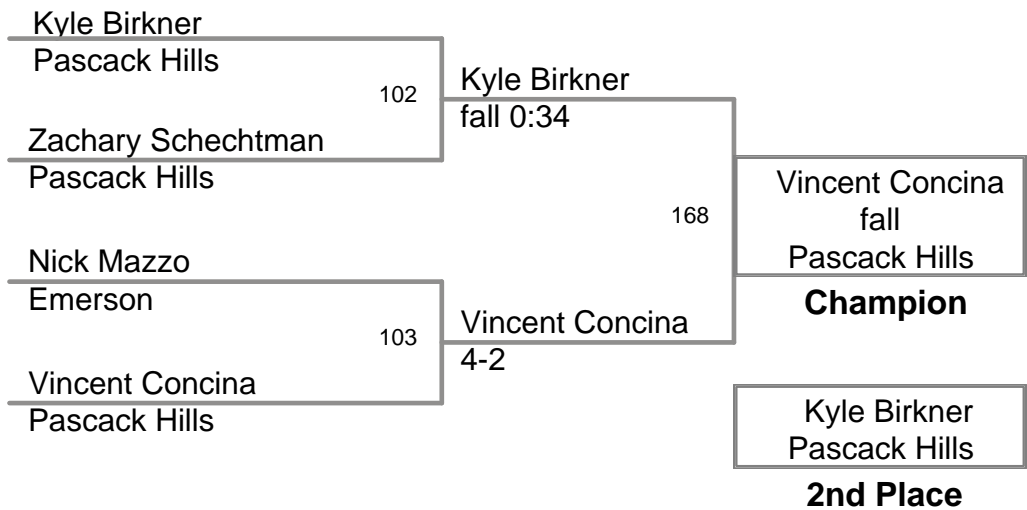 Kyle Birkner
Pascack Hills
102
Zachary Schechtman
Pascack Hills
Kyle Birkner
fall 0:34
Nick Mazzo
Emerson
103
Vincent Concina
Pascack Hills
Vincent Concina
4-2
168
Vincent Concina
fall
Pascack Hills
Champion
Kyle Birkner
Pascack Hills
2nd Place